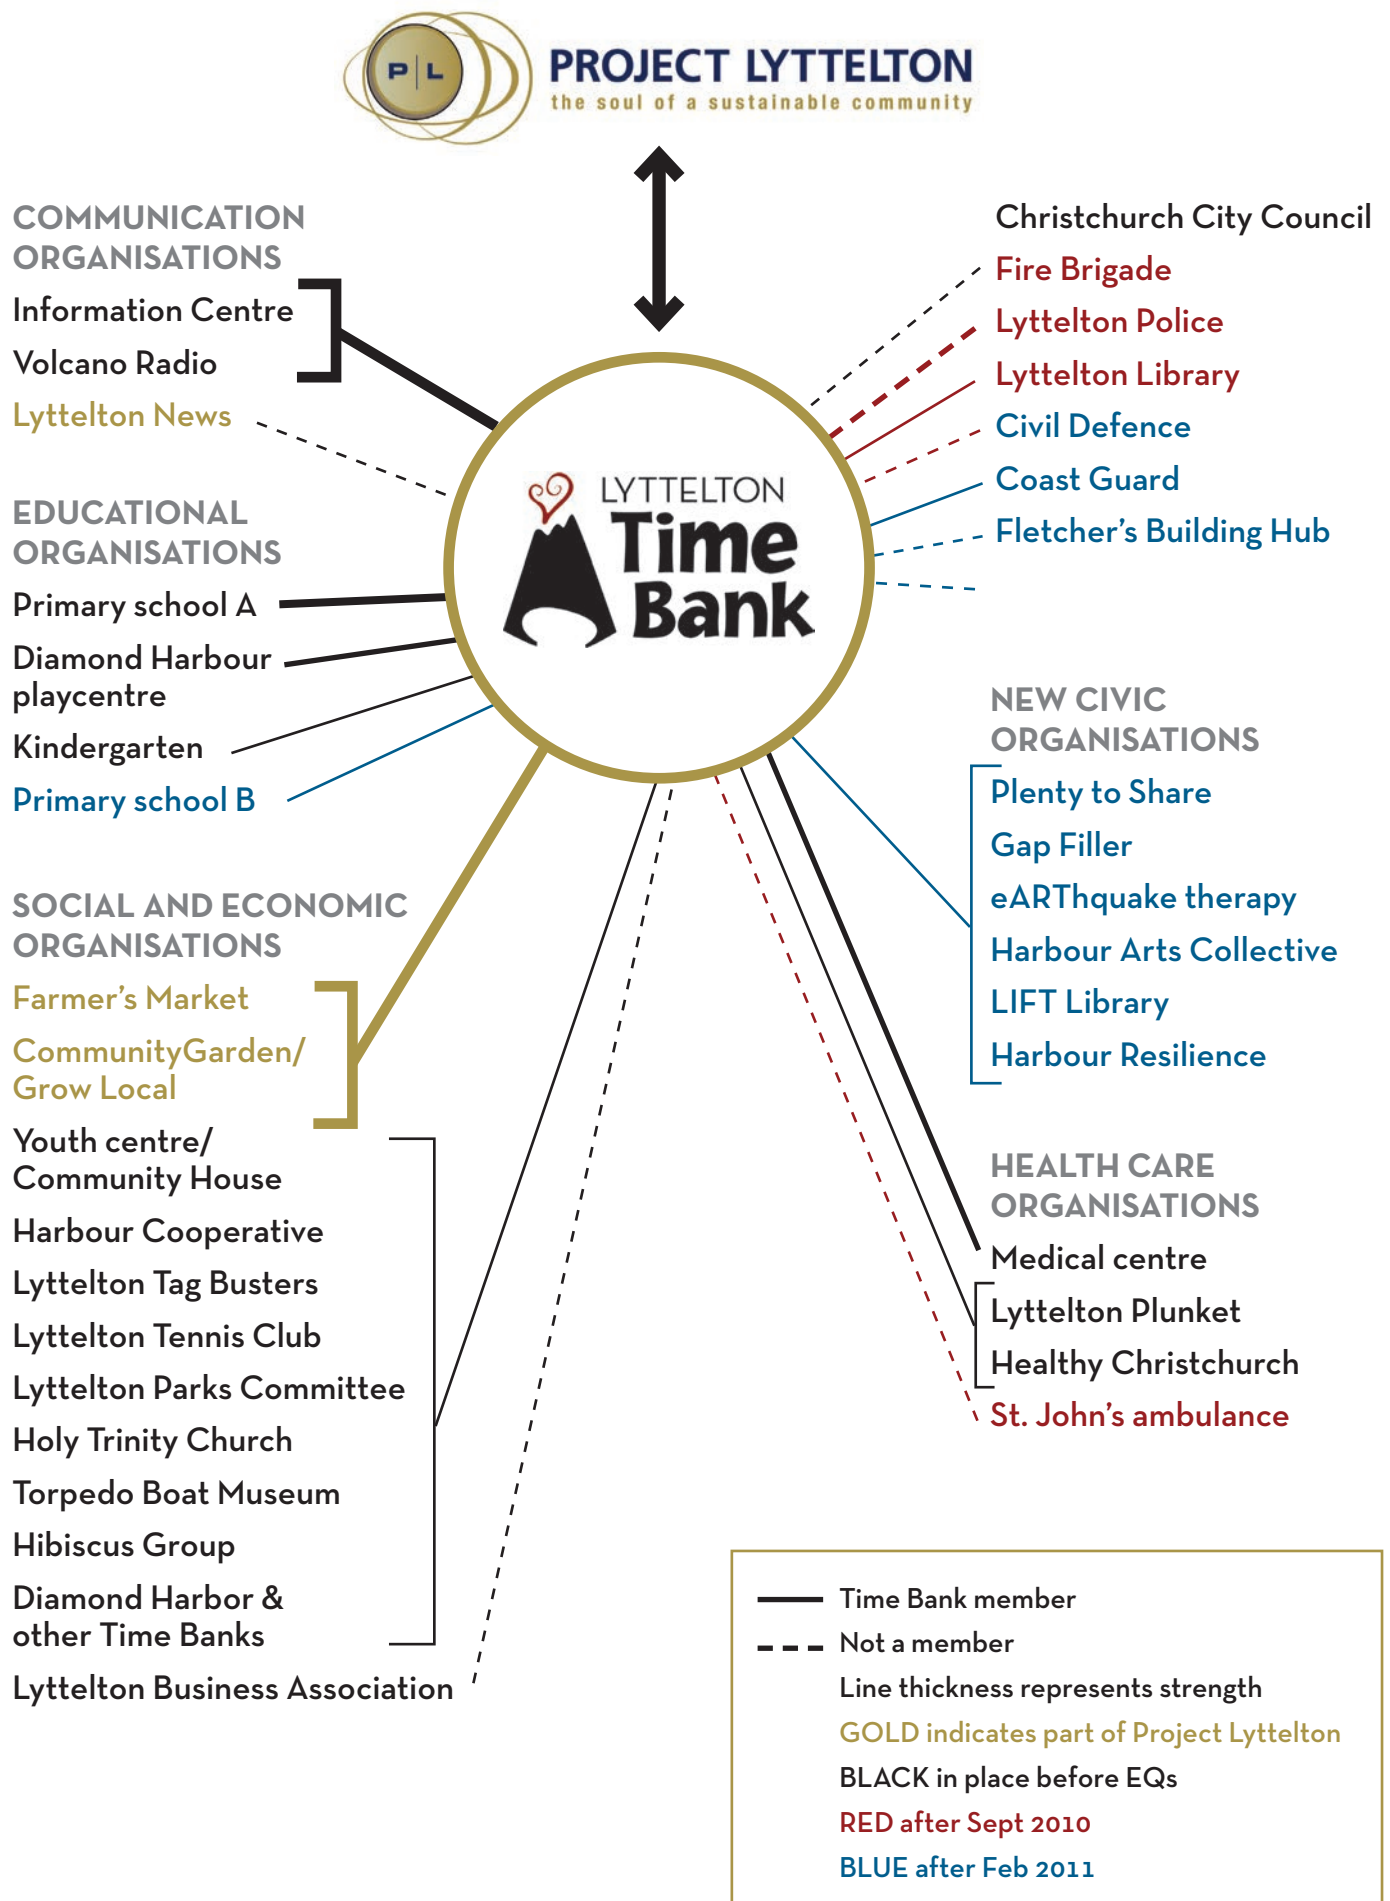 P|L
PROJECT LYTTELTON
the soul of a sustainable community
COMMUNICATION
ORGANISATIONS
Information Centre
Volcano Radio
Lyttelton News
EDUCATIONAL
ORGANISATIONS
Primary school A
Diamond Harbour
playcentre
Kindergarten
Primary school B
SOCIAL AND ECONOMIC
ORGANISATIONS
Farmer's Market
CommunityGarden/
Grow Local
Youth centre/
Community House
Harbour Cooperative
Lyttelton Tag Busters
Lyttelton Tennis Club
Lyttelton Parks Committee
Holy Trinity Church
Torpedo Boat Museum
Hibiscus Group
Diamond Harbor &
other Time Banks
Lyttelton Business Association
LYTTELTON
Time
Bank
Christchurch City Council
Fire Brigade
Lyttelton Police
Lyttelton Library
Civil Defence
Coast Guard
Fletcher's Building Hub
NEW CIVIC
ORGANISATIONS
Plenty to Share
Gap Filler
eARThquake therapy
Harbour Arts Collective
LIFT Library
Harbour Resilience
HEALTH CARE
ORGANISATIONS
Medical centre
Lyttelton Plunket
Healthy Christchurch
St. John's ambulance
Time Bank member
Not a member
Line thickness represents strength
GOLD indicates part of Project Lyttelton
BLACK in place before EQs
RED after Sept 2010
BLUE after Feb 2011